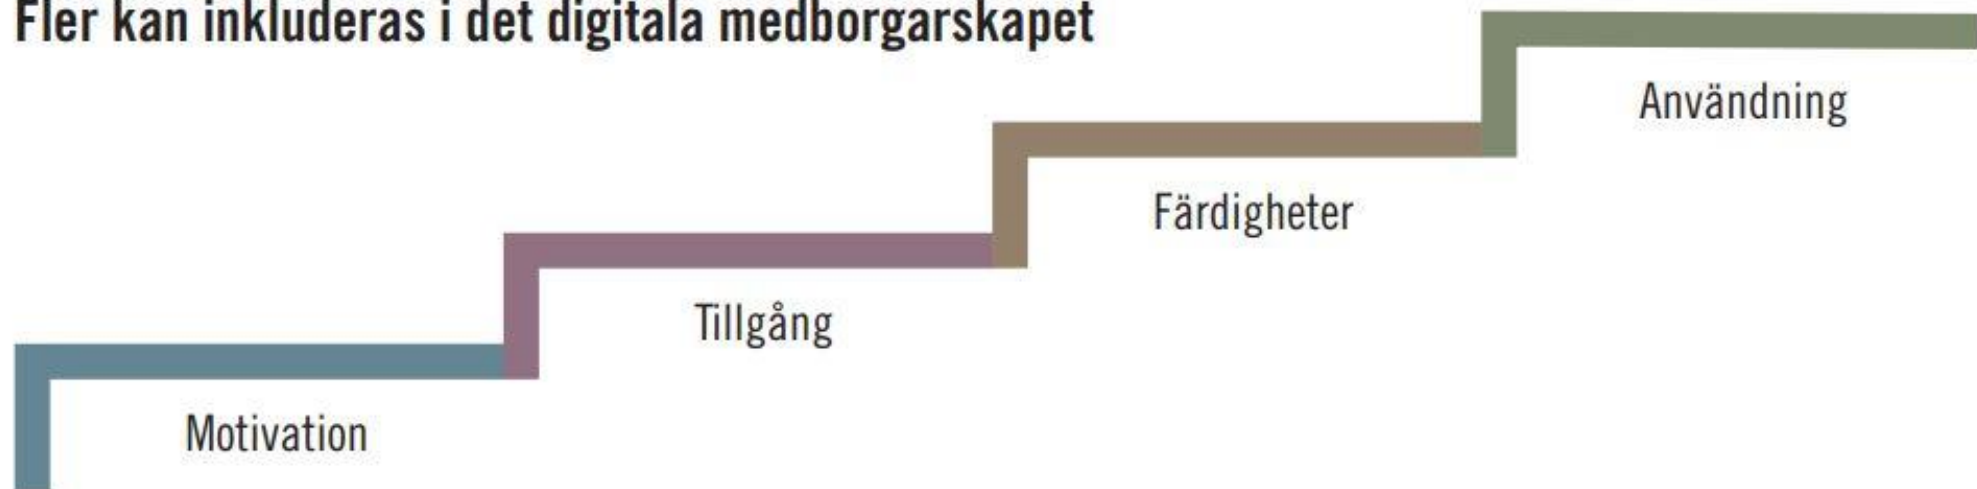 Fler kan inkluderas i det digitala medborgarskapet
Användning
Färdigheter
Tillgång
Motivation